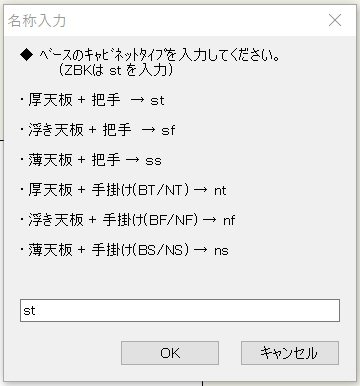 名称入力
◆ ﾍﾞｰｽのｷｬﾋﾞﾈｯﾄﾀｲﾌﾟを入力してください。
(ZBKは st を入力)
・厚天板 + 把手 → st
・浮き天板 + 把手 → sf
・薄天板 + 把手 → ss
・厚天板 + 手掛け(BT/NT) → nt
・浮き天板 + 手掛け(BF/NF) → nf
・薄天板 + 手掛け(BS/NS) → ns
st
OK キャンセル